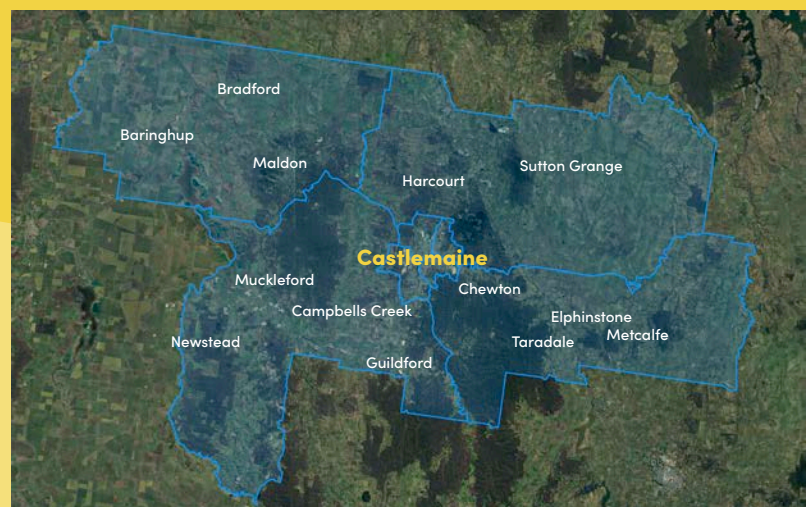 Bradford
Baringhup
Maldon
Sutton Grange
Harcourt
Castlemaine
Muckleford
Chewton
Campbells Creek
Elphinstone
Metcalfe
Newstead
Taradale
Guildford